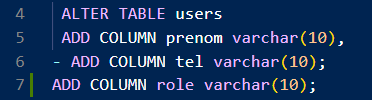 4 ALTER TABLE users
5 ADD COLUMN prenom varchar(10),
6 - ADD COLUMN tel varchar(10);
7 ADD COLUMN role varchar(10);